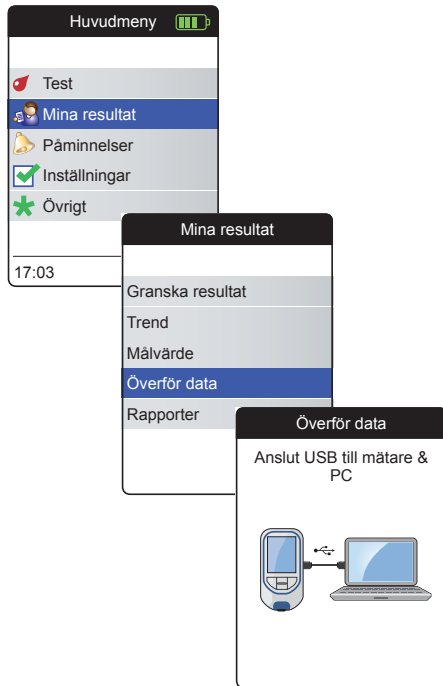 Huvudmeny
Test
Mina resultat
Påminnelser
Inställningar
Övrigt
17:03
Mina resultat
Granska resultat
Trend
Målvärde
Överför data
Rapporter
Överför data
Anslut USB till mätare &
PC